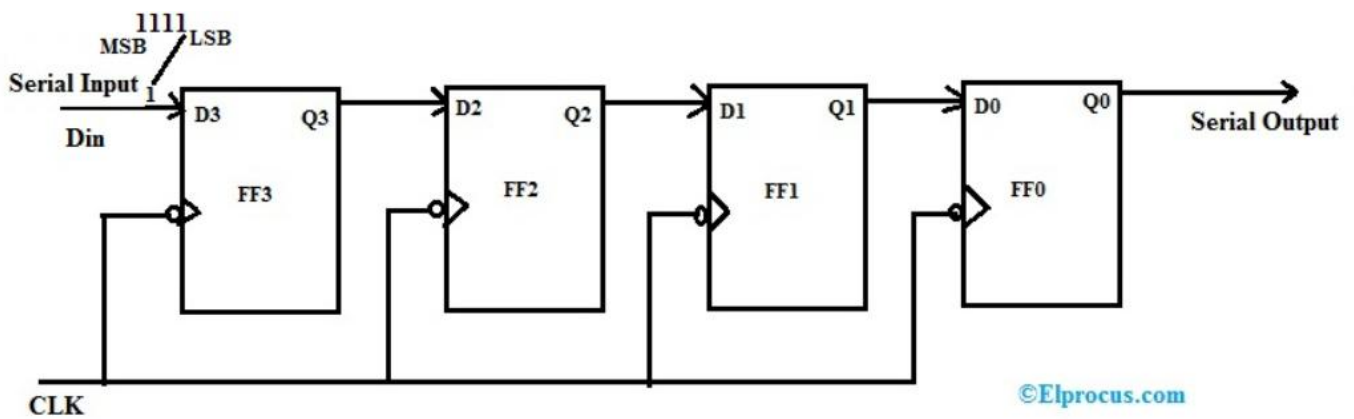 1111
MSB LSB
Serial Input 1
Din
D3 Q3
FF3
D2 Q2
FF2
D1 Q1
FF1
D0 Q0
FF0
Serial Output
CLK
©Elprocus.com